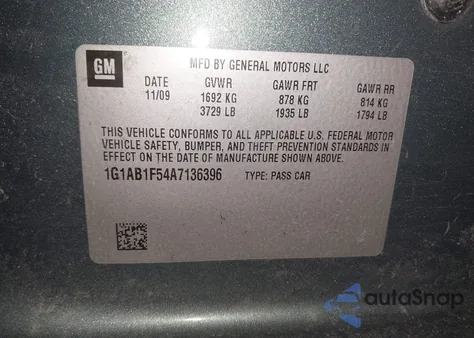 GM
MFD BY GENERAL MOTORS LLC
DATE GVWR GAWR FRT GAWR RR
11/09 1692 KG 878 KG 814 KG
3729 LB 1935 LB 1794 LB
THIS VEHICLE CONFORMS TO ALL APPLICABLE U.S. FEDERAL MOTOR
VEHICLE SAFETY, BUMPER, AND THEFT PREVENTION STANDARDS
IN EFFECT ON THE DATE OF MANUFACTURE SHOWN ABOVE.
1G1AB1F54A7136396 TYPE: PASS CAR
autoSnap